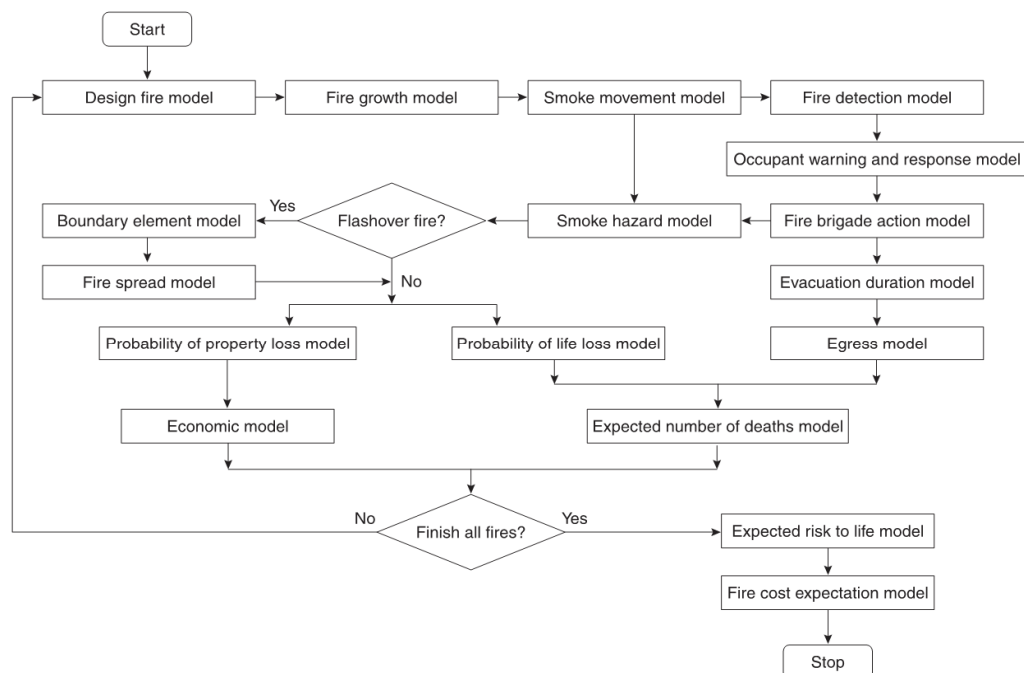 Start
Design fire model
Fire growth model
Smoke movement model
Fire detection model
Occupant warning and response model
Yes
Boundary element model
Flashover fire?
Smoke hazard model
Fire brigade action model
Fire spread model
No
Evacuation duration model
Probability of property loss model
Probability of life loss model
Egress model
Economic model
Expected number of deaths model
No
Finish all fires?
Yes
Expected risk to life model
Fire cost expectation model
Stop